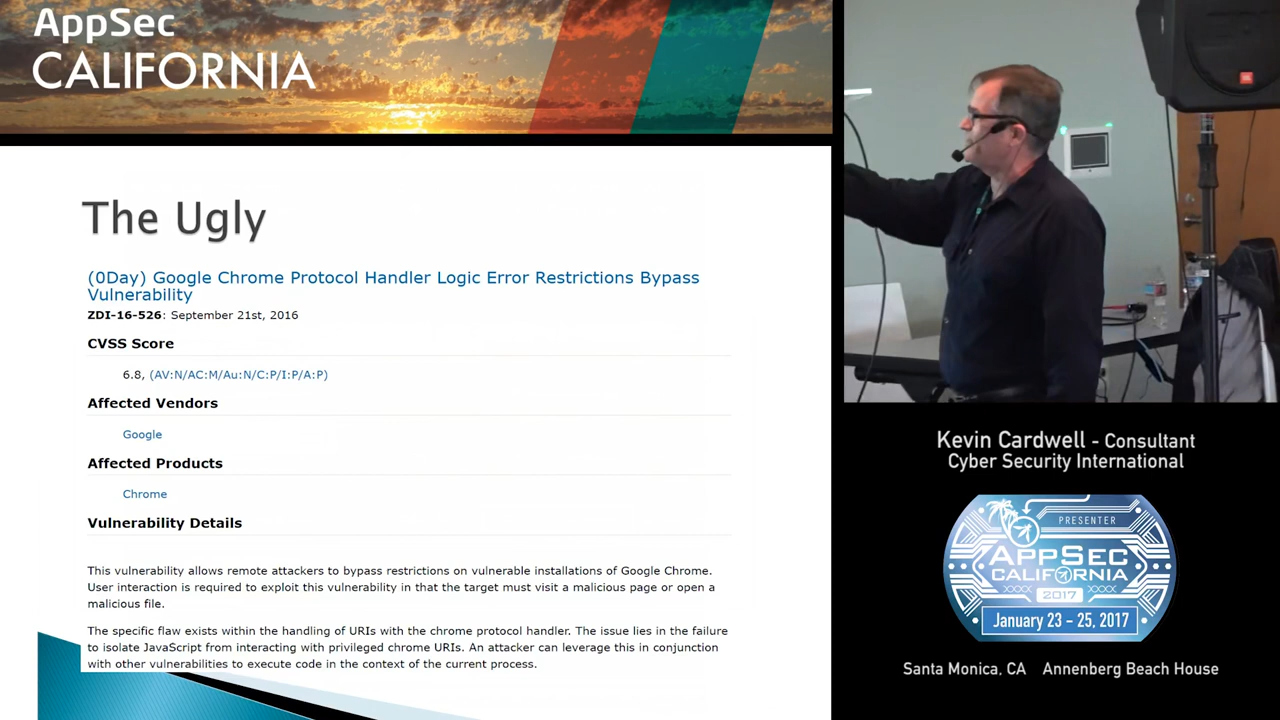 AppSec
CALIFORNIA
The Ugly
(0Day) Google Chrome Protocol Handler Logic Error Restrictions Bypass
Vulnerability
ZDI-16-526: September 21st, 2016
CVSS Score
6.8, (AV:N/AC:M/Au:N/C:P/I:P/A:P)
Affected Vendors
Google
Affected Products
Chrome
Vulnerability Details
This vulnerability allows remote attackers to bypass restrictions on vulnerable installations of Google Chrome.
User interaction is required to exploit this vulnerability in that the target must visit a malicious page or open a
malicious file.
The specific flaw exists within the handling of URIs with the chrome protocol handler. The issue lies in the failure
to isolate JavaScript from interacting with privileged chrome URIs. An attacker can leverage this in conjunction
with other vulnerabilities to execute code in the context of the current process.
JBL
Kevin Cardwell - Consultant
Cyber Security International
PRESENTER
APPSEC
CALIFORNIA
2017
January 23 - 25, 2017
Santa Monica, CA Annenberg Beach House